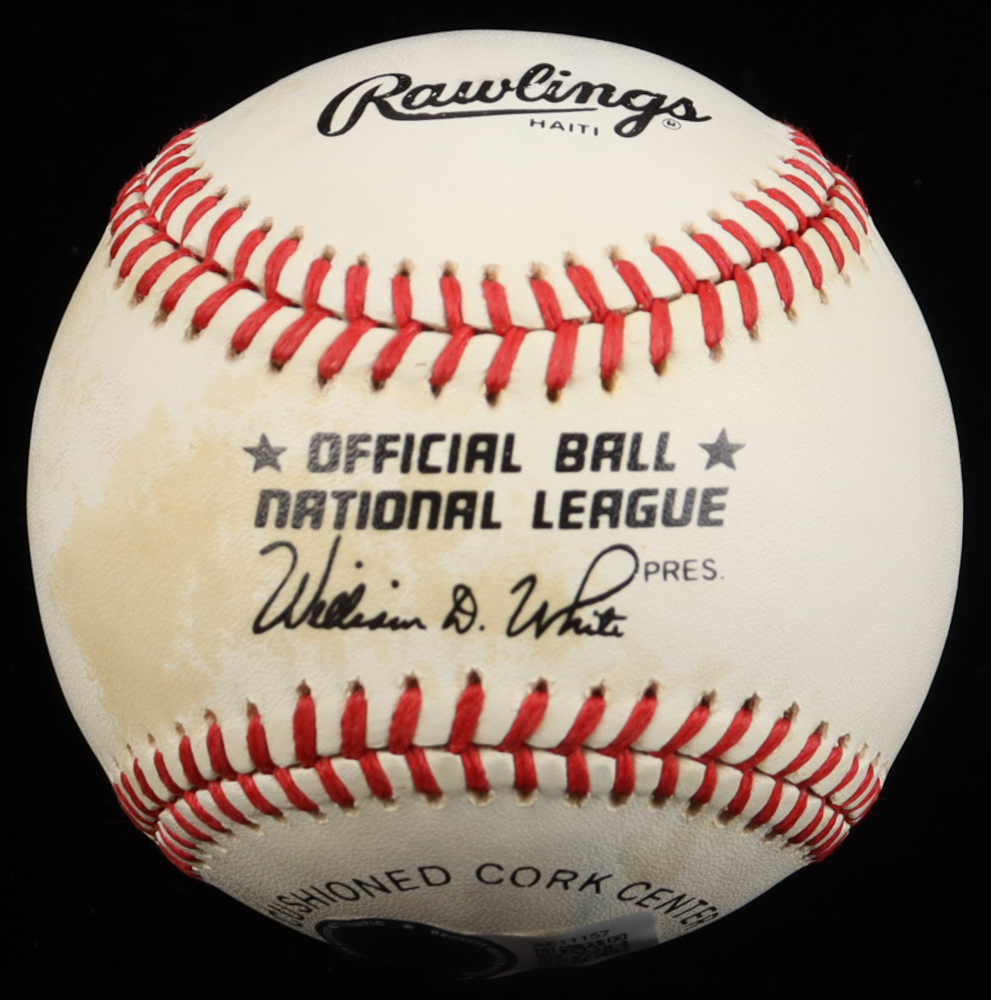 Rawlings ®
HAITI
★ OFFICIAL BALL ★
NATIONAL LEAGUE
William D. White PRES.
CUSHIONED CORK CENTER